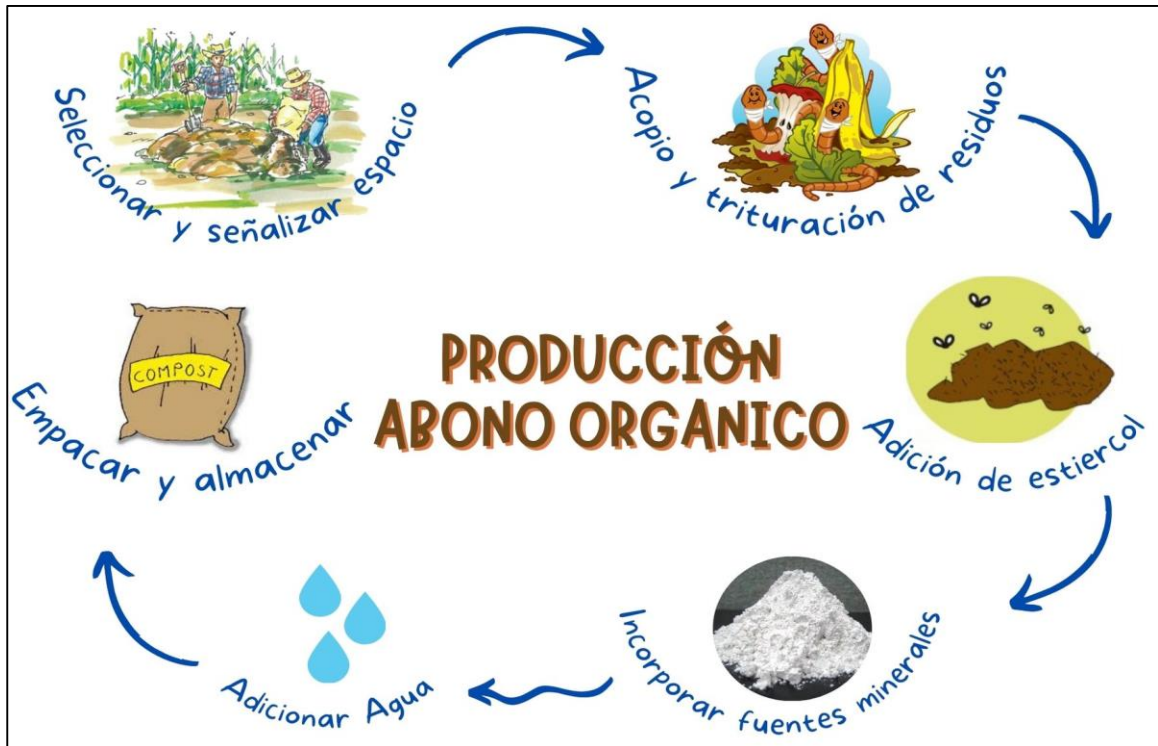 Seleccionar y señalizar espacio
Acopio y trituración de residuos
PRODUCCIÓN
ABONO ORGANICO
Adición de estiercol
Incorporar fuentes minerales
Adicionar Agua
Empacar y almacenar
COMPOST